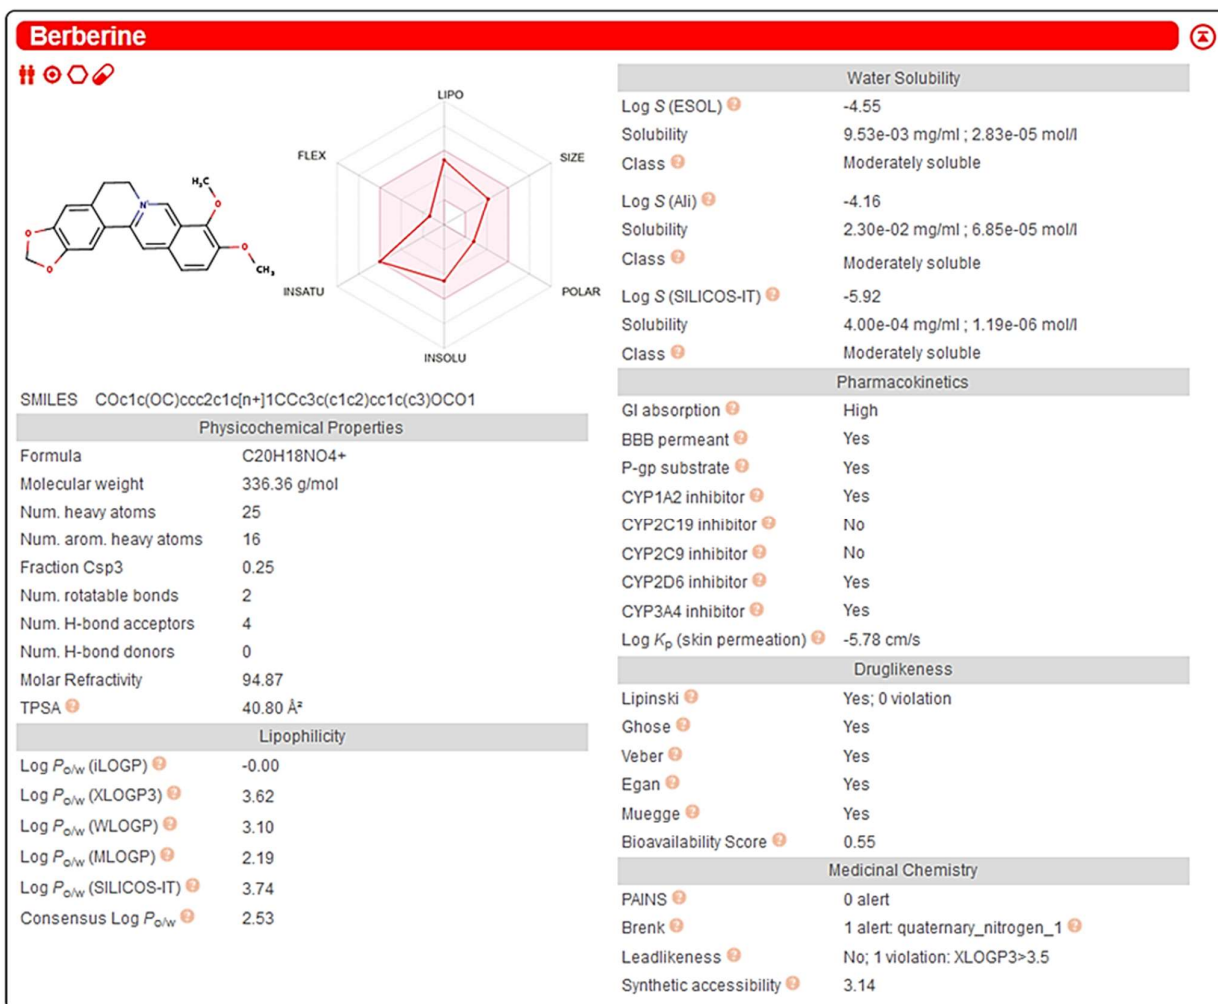 Berberine
LIPO
FLEX
SIZE
H₃C
O
N⁺
O
O
O
CH₃
INSATU
POLAR
INSOLU
SMILES COc1c(OC)ccc2c1c[n+]1CCc3c(c1c2)cc1c(c3)OCO1
Physicochemical Properties
Formula C20H18NO4+
Molecular weight 336.36 g/mol
Num. heavy atoms 25
Num. arom. heavy atoms 16
Fraction Csp3 0.25
Num. rotatable bonds 2
Num. H-bond acceptors 4
Num. H-bond donors 0
Molar Refractivity 94.87
TPSA ? 40.80 Å²
Lipophilicity
Log Po/w (iLOGP) ? -0.00
Log Po/w (XLOGP3) ? 3.62
Log Po/w (WLOGP) ? 3.10
Log Po/w (MLOGP) ? 2.19
Log Po/w (SILICOS-IT) ? 3.74
Consensus Log Po/w ? 2.53
Water Solubility
Log S (ESOL) ? -4.55
Solubility 9.53e-03 mg/ml ; 2.83e-05 mol/l
Class ? Moderately soluble
Log S (Ali) ? -4.16
Solubility 2.30e-02 mg/ml ; 6.85e-05 mol/l
Class ? Moderately soluble
Log S (SILICOS-IT) ? -5.92
Solubility 4.00e-04 mg/ml ; 1.19e-06 mol/l
Class ? Moderately soluble
Pharmacokinetics
GI absorption ? High
BBB permeant ? Yes
P-gp substrate ? Yes
CYP1A2 inhibitor ? Yes
CYP2C19 inhibitor ? No
CYP2C9 inhibitor ? No
CYP2D6 inhibitor ? Yes
CYP3A4 inhibitor ? Yes
Log Kp (skin permeation) ? -5.78 cm/s
Druglikeness
Lipinski ? Yes; 0 violation
Ghose ? Yes
Veber ? Yes
Egan ? Yes
Muegge ? Yes
Bioavailability Score ? 0.55
Medicinal Chemistry
PAINS ? 0 alert
Brenk ? 1 alert: quaternary_nitrogen_1 ?
Leadlikeness ? No; 1 violation: XLOGP3>3.5
Synthetic accessibility ? 3.14